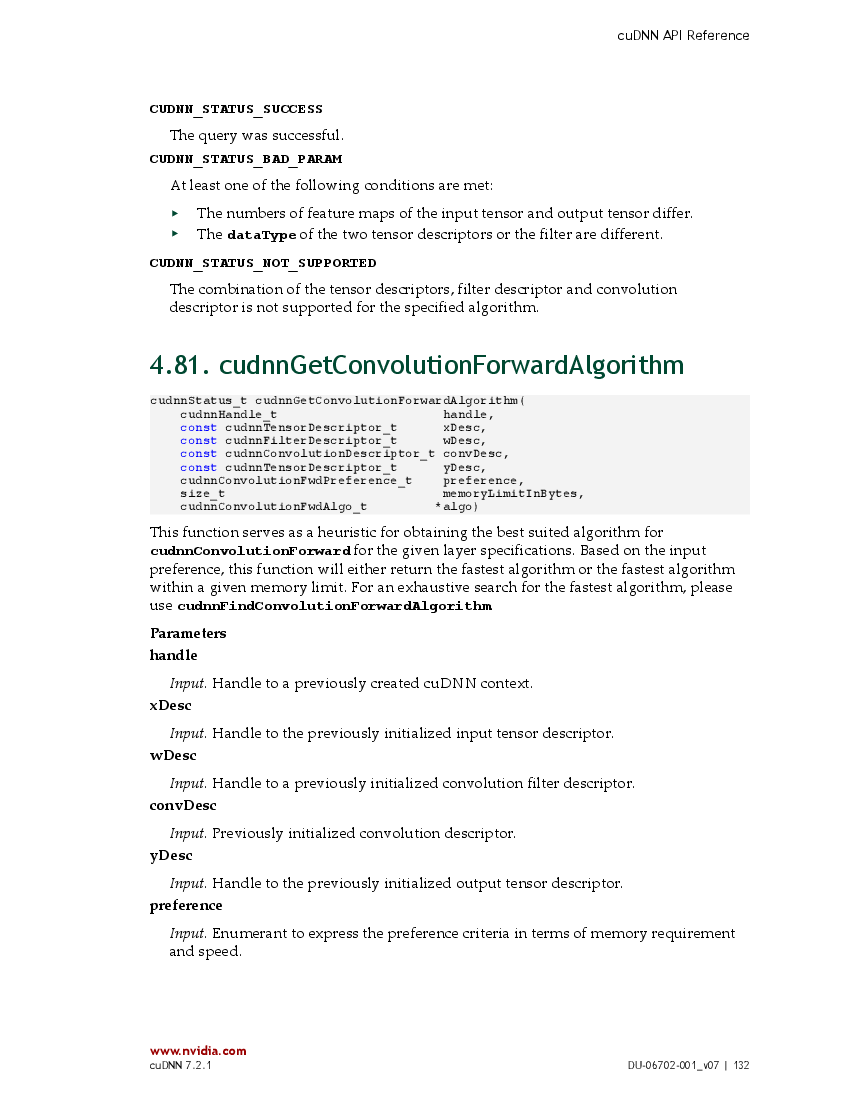 cuDNN API Reference
CUDNN_STATUS_SUCCESS
The query was successful.
CUDNN_STATUS_BAD_PARAM
At least one of the following conditions are met:
▸ The numbers of feature maps of the input tensor and output tensor differ.
▸ The dataType of the two tensor descriptors or the filter are different.
CUDNN_STATUS_NOT_SUPPORTED
The combination of the tensor descriptors, filter descriptor and convolution
descriptor is not supported for the specified algorithm.
4.81. cudnnGetConvolutionForwardAlgorithm
cudnnStatus_t cudnnGetConvolutionForwardAlgorithm(
    cudnnHandle_t                      handle,
    const cudnnTensorDescriptor_t      xDesc,
    const cudnnFilterDescriptor_t      wDesc,
    const cudnnConvolutionDescriptor_t convDesc,
    const cudnnTensorDescriptor_t      yDesc,
    cudnnConvolutionFwdPreference_t    preference,
    size_t                             memoryLimitInBytes,
    cudnnConvolutionFwdAlgo_t         *algo)
This function serves as a heuristic for obtaining the best suited algorithm for
cudnnConvolutionForward for the given layer specifications. Based on the input
preference, this function will either return the fastest algorithm or the fastest algorithm
within a given memory limit. For an exhaustive search for the fastest algorithm, please
use cudnnFindConvolutionForwardAlgorithm.
Parameters
handle
Input. Handle to a previously created cuDNN context.
xDesc
Input. Handle to the previously initialized input tensor descriptor.
wDesc
Input. Handle to a previously initialized convolution filter descriptor.
convDesc
Input. Previously initialized convolution descriptor.
yDesc
Input. Handle to the previously initialized output tensor descriptor.
preference
Input. Enumerant to express the preference criteria in terms of memory requirement
and speed.
www.nvidia.com
cuDNN 7.2.1 DU-06702-001_v07 | 132